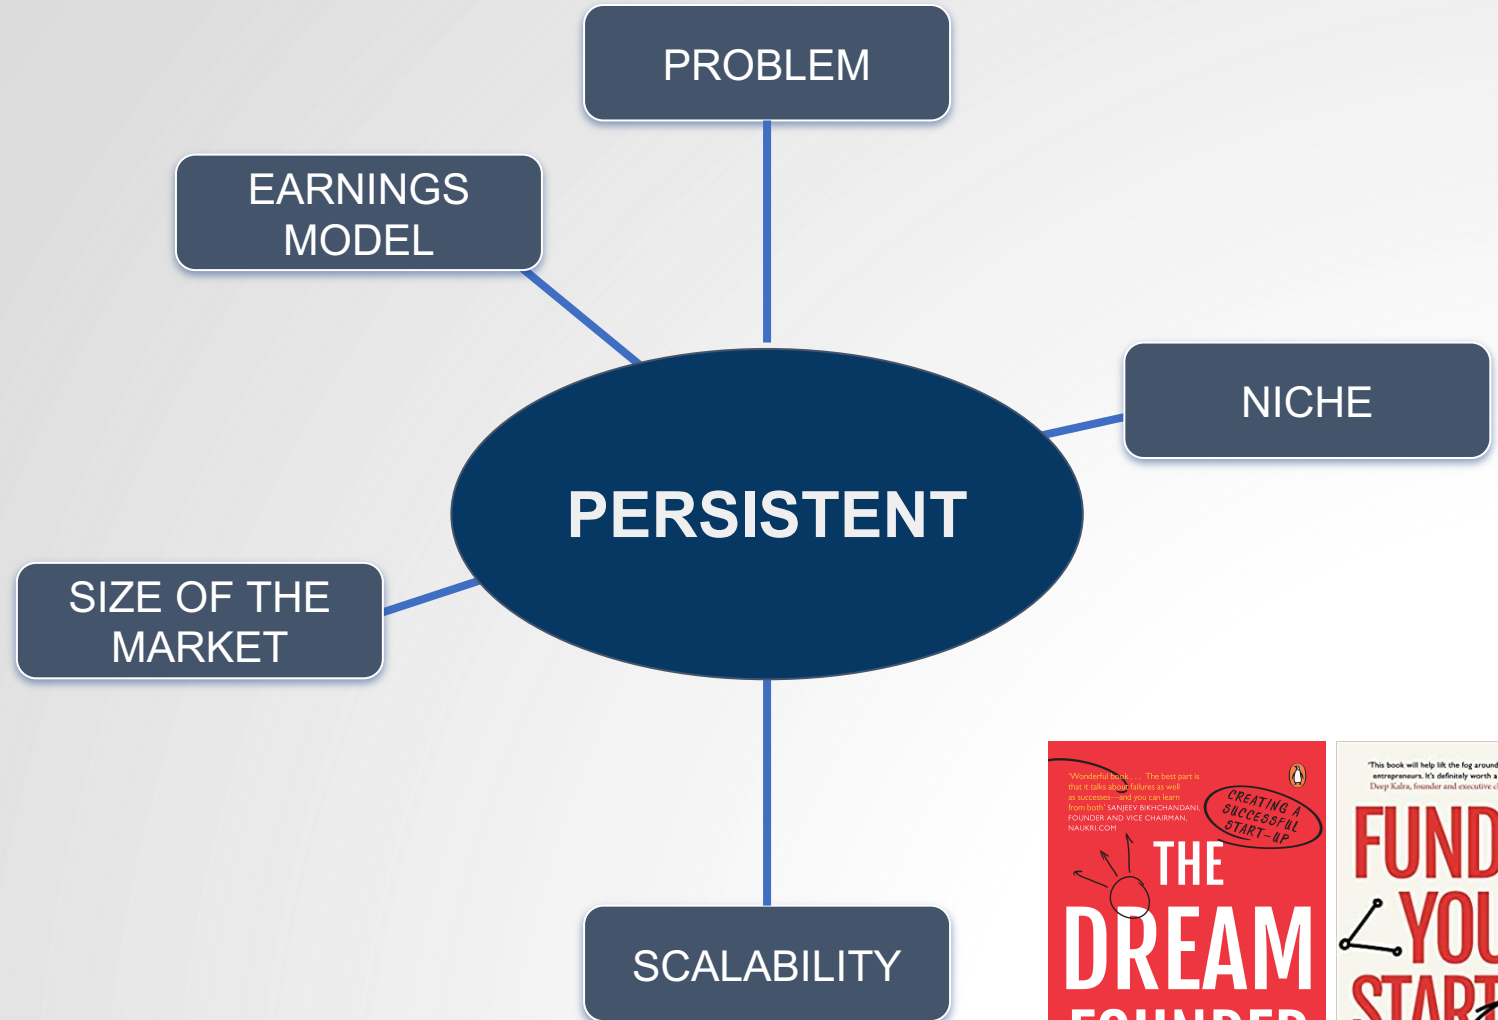 PROBLEM
EARNINGS
MODEL
NICHE
PERSISTENT
SIZE OF THE
MARKET
SCALABILITY
'Wonderful book . . . The best part is
that it talks about failures as well
as successes—and you can learn
from both' SANJEEV BIKHCHANDANI,
FOUNDER AND VICE CHAIRMAN,
NAUKRI.COM
CREATING A
SUCCESSFUL
START-UP
THE
DREAM
FOUNDER
'This book will help lift the fog around
entrepreneurs. It's definitely worth a
Deep Kalra, founder and executive
FUND
YOU
START